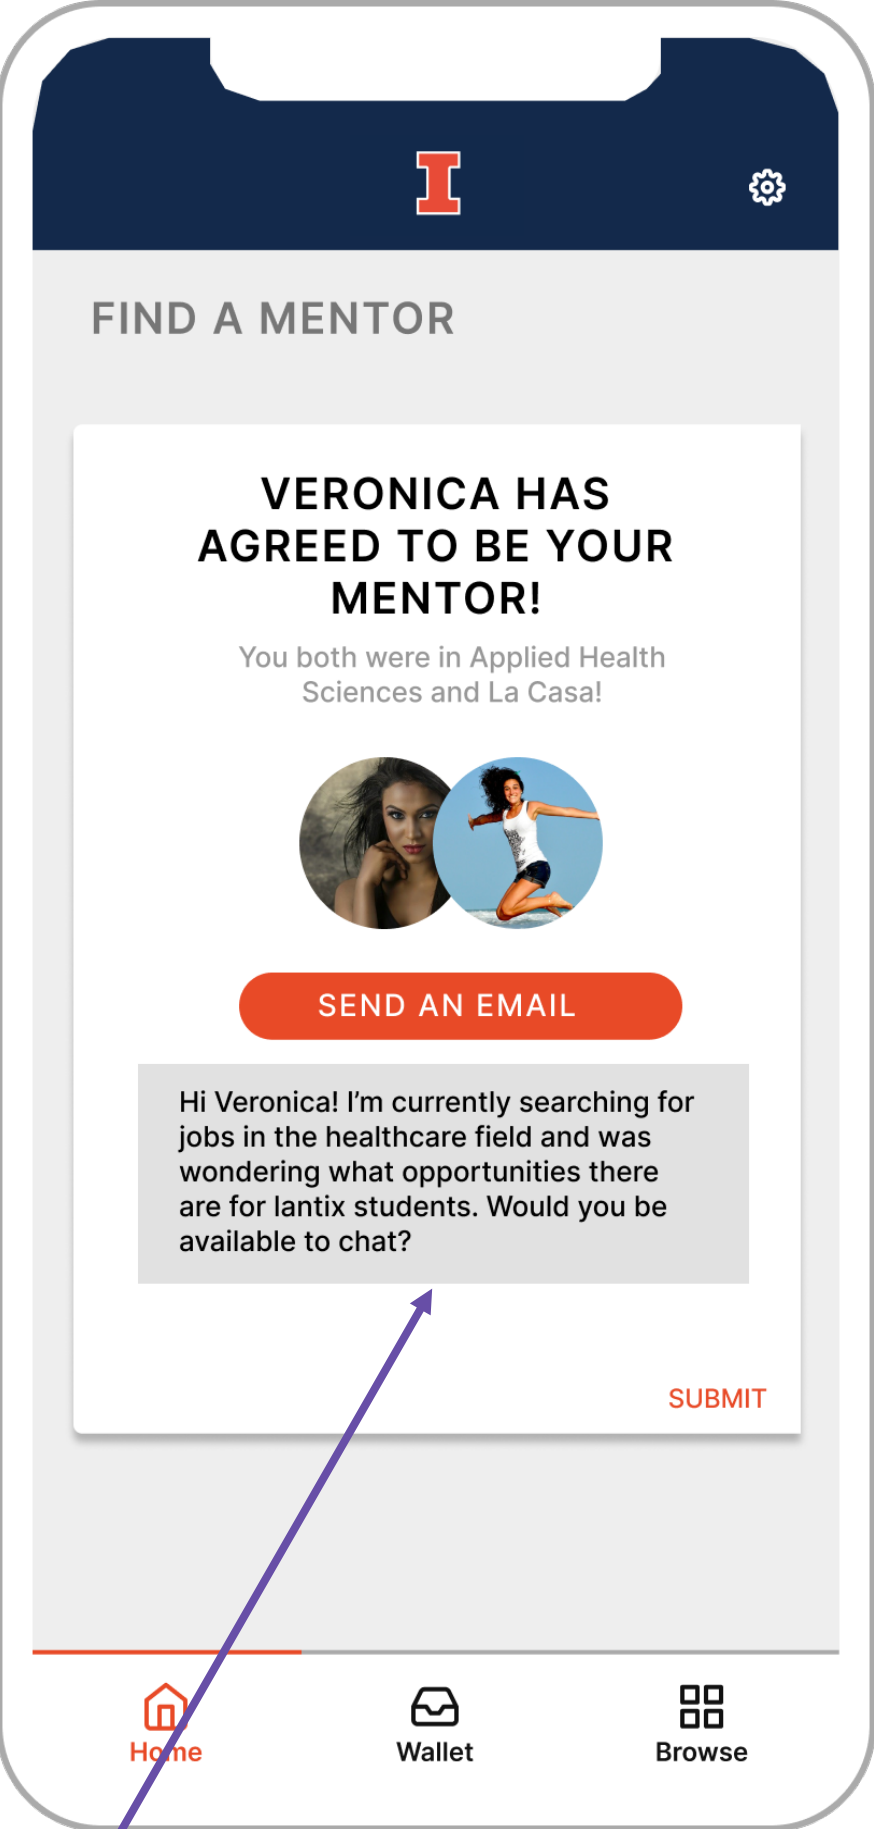 I
FIND A MENTOR
VERONICA HAS
AGREED TO BE YOUR
MENTOR!
You both were in Applied Health
Sciences and La Casa!
SEND AN EMAIL
Hi Veronica! I’m currently searching for
jobs in the healthcare field and was
wondering what opportunities there
are for lantix students. Would you be
available to chat?
SUBMIT
Home
Wallet
Browse